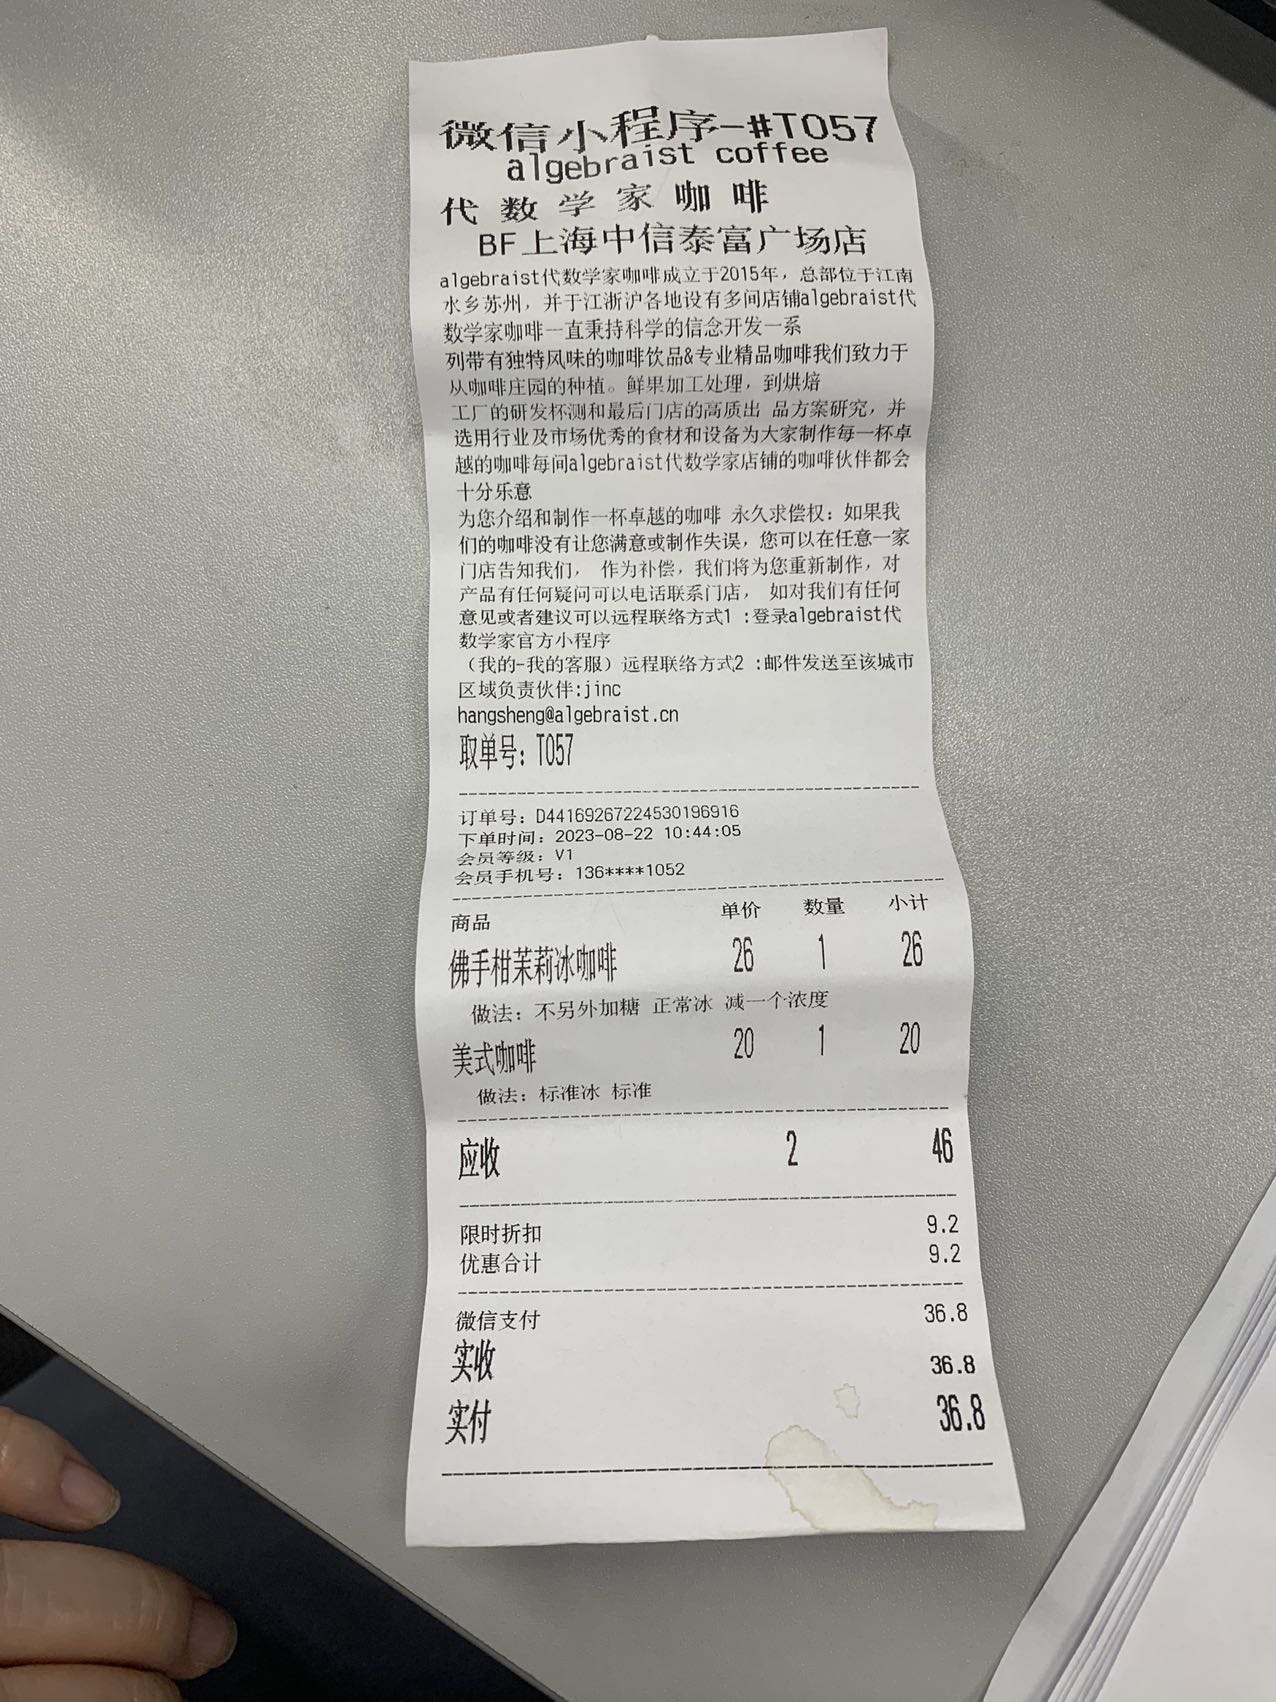 微信小程序-#T057
algebraist coffee
代数学家咖啡
BF上海中信泰富广场店
algebraist代数学家咖啡成立于2015年，总部位于江南
水乡苏州，并于江浙沪各地设有多间店铺algebraist代
数学家咖啡一直秉持科学的信念开发一系
列带有独特风味的咖啡饮品&专业精品咖啡我们致力于
从咖啡庄园的种植。鲜果加工处理，到烘焙
工厂的研发杯测和最后门店的高质出 品方案研究，并
选用行业及市场优秀的食材和设备为大家制作每一杯卓
越的咖啡每间algebraist代数学家店铺的咖啡伙伴都会
十分乐意
为您介绍和制作一杯卓越的咖啡 永久求偿权：如果我
们的咖啡没有让您满意或制作失误，您可以在任意一家
门店告知我们， 作为补偿，我们将为您重新制作，对
产品有任何疑问可以电话联系门店， 如对我们有任何
意见或者建议可以远程联络方式1 :登录algebraist代
数学家官方小程序
（我的-我的客服）远程联络方式2 :邮件发送至该城市
区域负责伙伴:jinc
hangsheng@algebraist.cn
取单号：T057
订单号：D44169267224530196916
下单时间：2023-08-22 10:44:05
会员等级：V1
会员手机号：136****1052
商品 单价 数量 小计
佛手柑茉莉冰咖啡 26 1 26
做法：不另外加糖 正常冰 减一个浓度
美式咖啡 20 1 20
做法：标准冰 标准
应收 2 46
限时折扣 9.2
优惠合计 9.2
微信支付 36.8
实收 36.8
实付 36.8